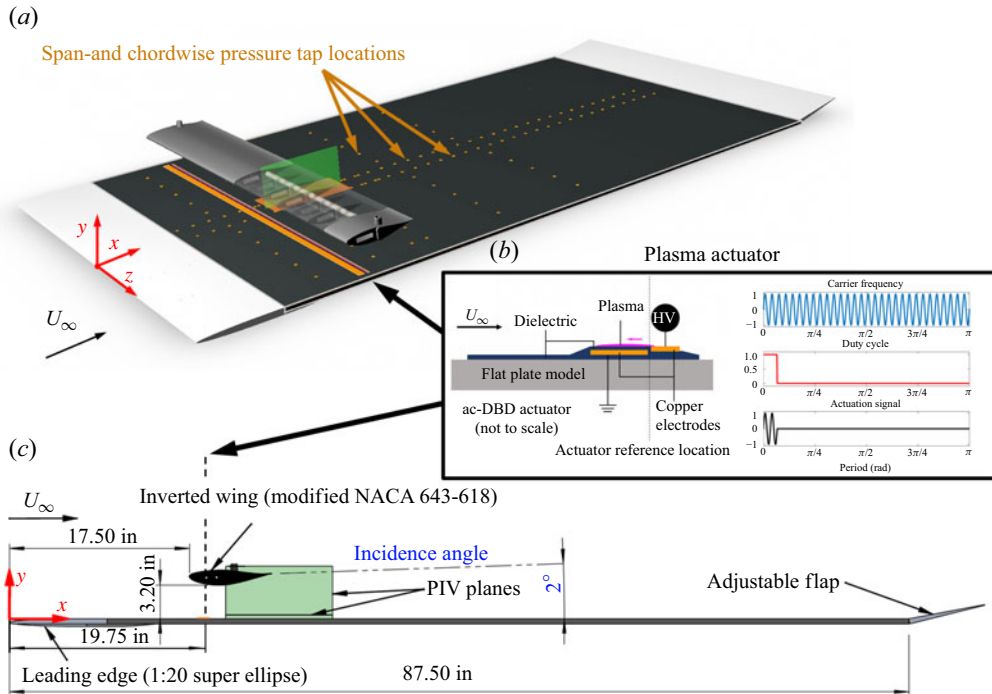 (a)
Span-and chordwise pressure tap locations
y
x
z
U∞
(b)
Plasma actuator
U∞
Dielectric
Plasma
HV
Flat plate model
ac-DBD actuator
(not to scale)
Copper
electrodes
Actuator reference location
Carrier frequency
1
0
−1
0
π/4
π/2
3π/4
π
Duty cycle
1.0
0.5
0
0
π/4
π/2
3π/4
π
Actuation signal
1
0
−1
0
π/4
π/2
3π/4
π
Period (rad)
(c)
U∞
Inverted wing (modified NACA 643-618)
17.50 in
3.20 in
Incidence angle
2°
PIV planes
Adjustable flap
y
x
19.75 in
Leading edge (1:20 super ellipse)
87.50 in